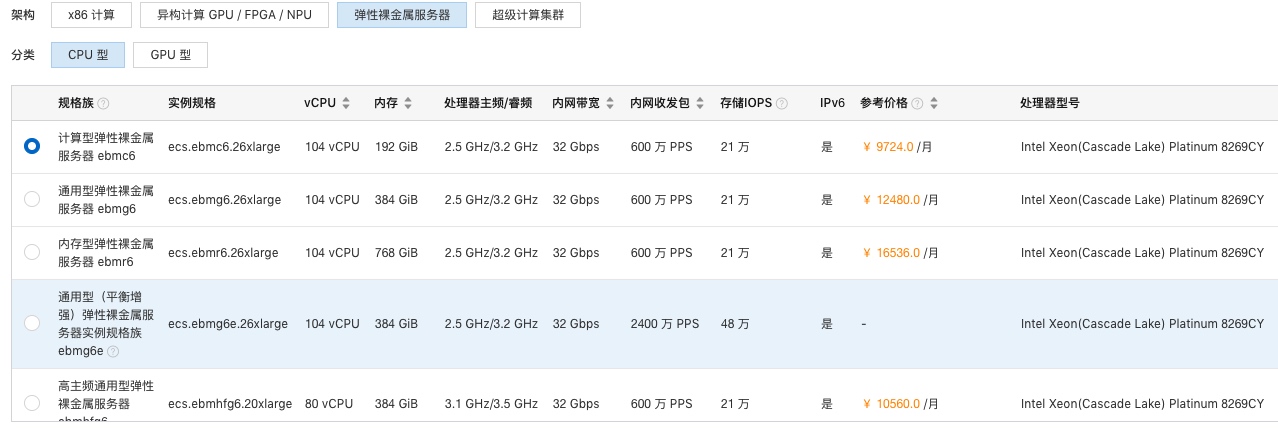 架构 x86 计算 异构计算 GPU / FPGA / NPU 弹性裸金属服务器 超级计算集群
分类 CPU 型 GPU 型
规格族 实例规格 vCPU 内存 处理器主频/睿频 内网带宽 内网收发包 存储IOPS IPv6 参考价格 处理器型号
计算型弹性裸金属
服务器 ebmc6
ecs.ebmc6.26xlarge 104 vCPU 192 GiB 2.5 GHz/3.2 GHz 32 Gbps 600 万 PPS 21 万 是 ¥ 9724.0 /月 Intel Xeon(Cascade Lake) Platinum 8269CY
通用型弹性裸金属
服务器 ebmg6
ecs.ebmg6.26xlarge 104 vCPU 384 GiB 2.5 GHz/3.2 GHz 32 Gbps 600 万 PPS 21 万 是 ¥ 12480.0 /月 Intel Xeon(Cascade Lake) Platinum 8269CY
内存型弹性裸金属
服务器 ebmr6
ecs.ebmr6.26xlarge 104 vCPU 768 GiB 2.5 GHz/3.2 GHz 32 Gbps 600 万 PPS 21 万 是 ¥ 16536.0 /月 Intel Xeon(Cascade Lake) Platinum 8269CY
通用型（平衡增
强）弹性裸金属服
务器实例规格族
ebmg6e
ecs.ebmg6e.26xlarge 104 vCPU 384 GiB 2.5 GHz/3.2 GHz 32 Gbps 2400 万 PPS 48 万 是 - Intel Xeon(Cascade Lake) Platinum 8269CY
高主频通用型弹性
裸金属服务器
ebmhfg6
ecs.ebmhfg6.20xlarge 80 vCPU 384 GiB 3.1 GHz/3.5 GHz 32 Gbps 600 万 PPS 21 万 是 ¥ 10560.0 /月 Intel Xeon(Cascade Lake) Platinum 8269CY